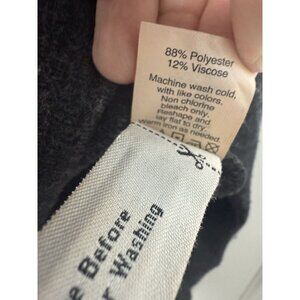 88% Polyester
12% Viscose
Machine wash cold,
with like colors.
Non chlorine
bleach only.
Reshape and
lay flat to dry.
warm iron as needed.
e Before
r Washing